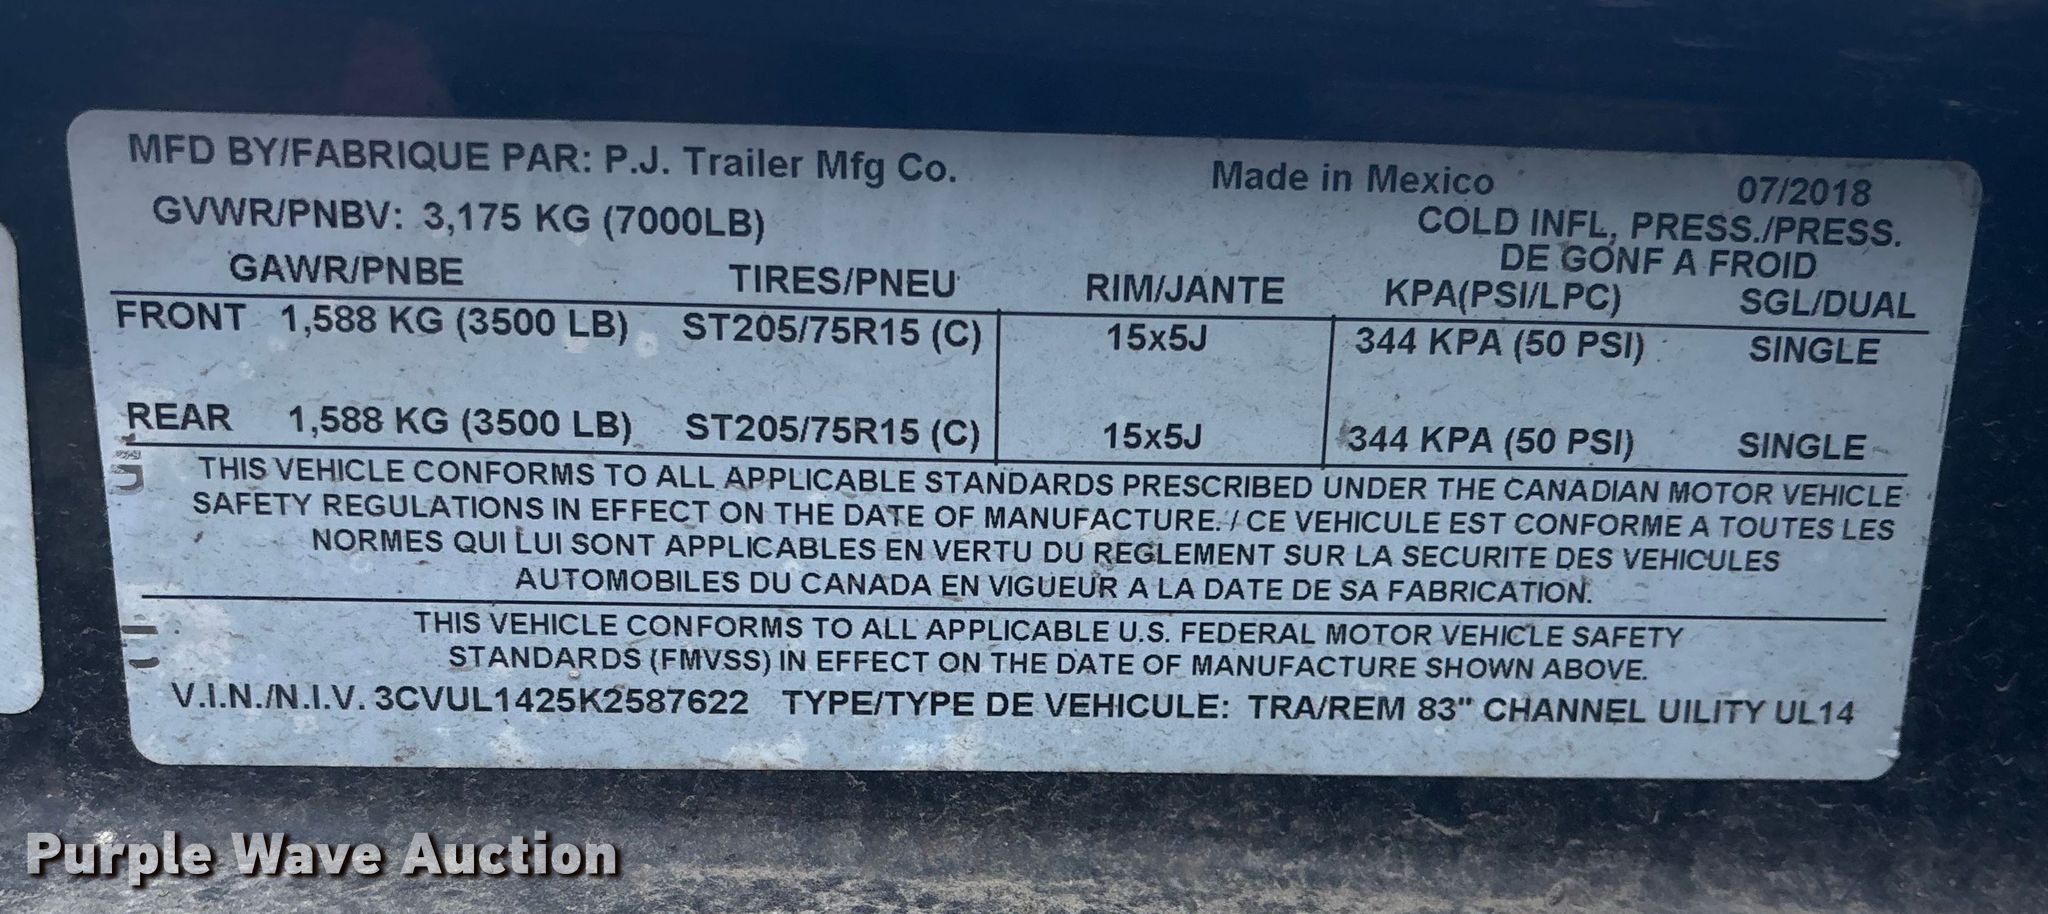 MFD BY/FABRIQUE PAR: P.J. Trailer Mfg Co. Made in Mexico 07/2018
GVWR/PNBV: 3,175 KG (7000LB) COLD INFL, PRESS./PRESS.
DE GONF A FROID
GAWR/PNBE TIRES/PNEU RIM/JANTE KPA(PSI/LPC) SGL/DUAL
FRONT 1,588 KG (3500 LB) ST205/75R15 (C) 15x5J 344 KPA (50 PSI) SINGLE
REAR 1,588 KG (3500 LB) ST205/75R15 (C) 15x5J 344 KPA (50 PSI) SINGLE
THIS VEHICLE CONFORMS TO ALL APPLICABLE STANDARDS PRESCRIBED UNDER THE CANADIAN MOTOR VEHICLE
SAFETY REGULATIONS IN EFFECT ON THE DATE OF MANUFACTURE. / CE VEHICULE EST CONFORME A TOUTES LES
NORMES QUI LUI SONT APPLICABLES EN VERTU DU REGLEMENT SUR LA SECURITE DES VEHICULES
AUTOMOBILES DU CANADA EN VIGUEUR A LA DATE DE SA FABRICATION.
THIS VEHICLE CONFORMS TO ALL APPLICABLE U.S. FEDERAL MOTOR VEHICLE SAFETY
STANDARDS (FMVSS) IN EFFECT ON THE DATE OF MANUFACTURE SHOWN ABOVE.
V.I.N./N.I.V. 3CVUL1425K2587622 TYPE/TYPE DE VEHICULE: TRA/REM 83" CHANNEL UILITY UL14
Purple Wave Auction